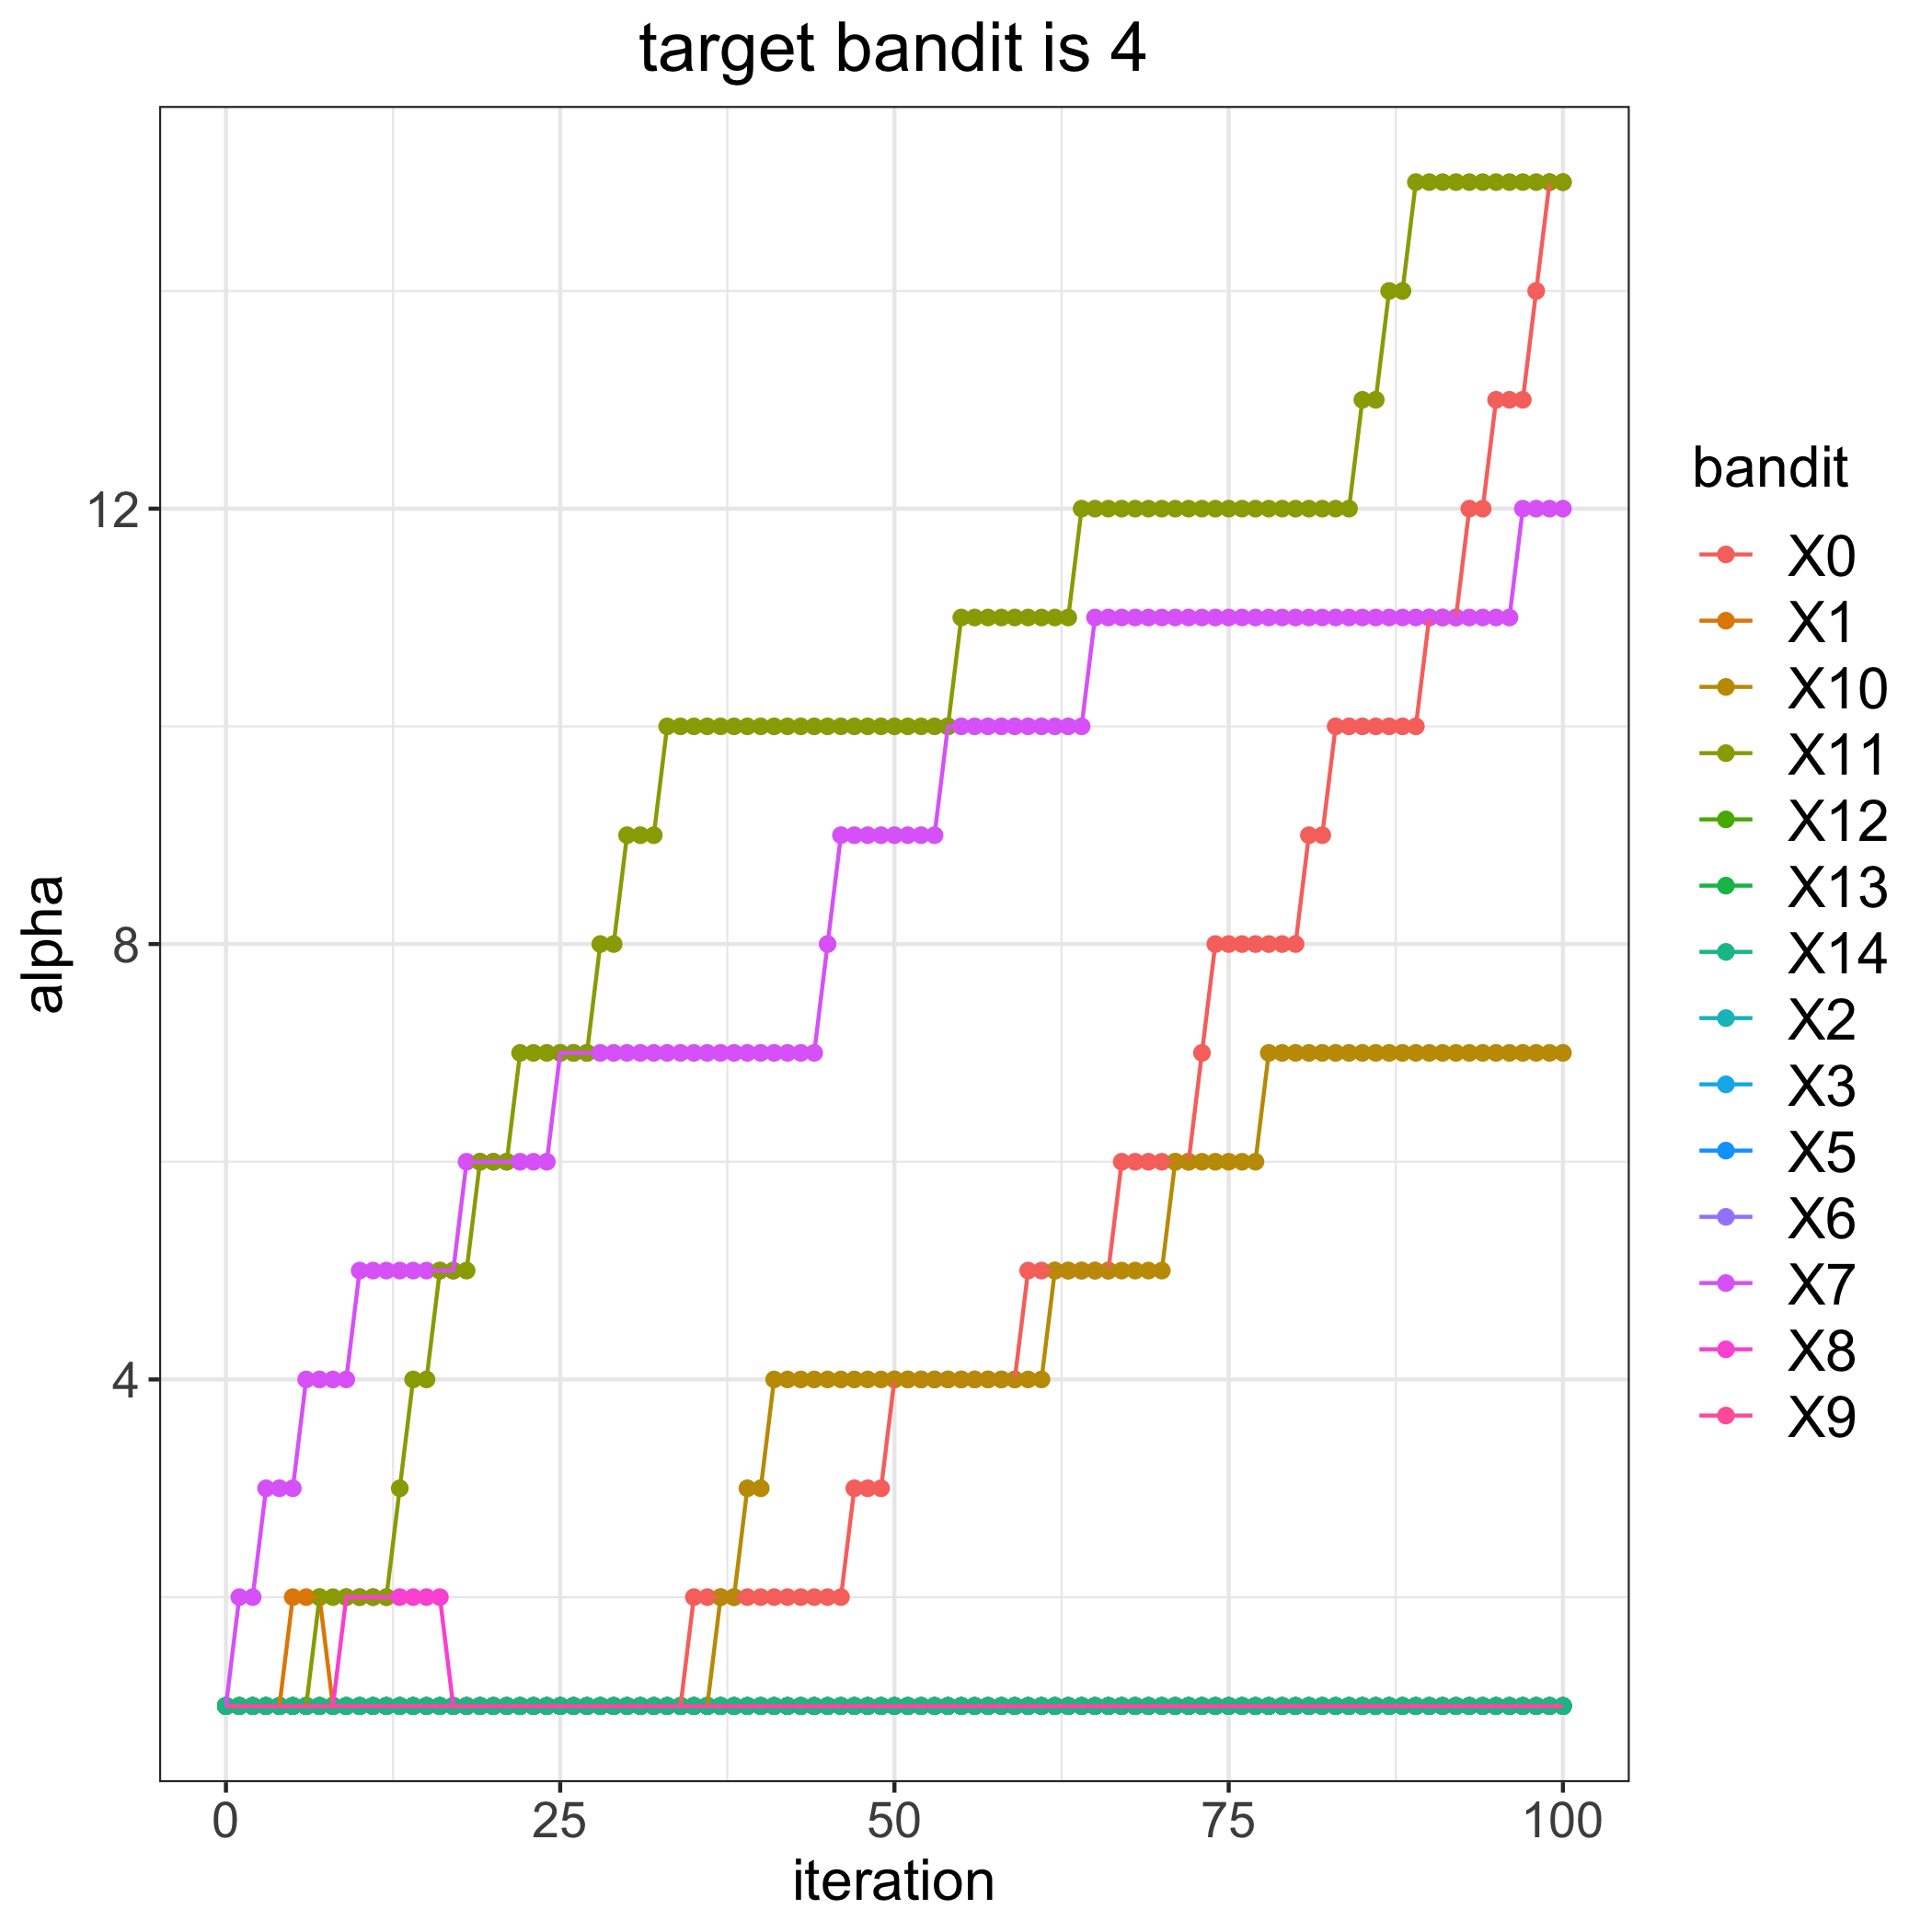 target bandit is 4
12
8
4
alpha
0
25
50
75
100
iteration
bandit
X0
X1
X10
X11
X12
X13
X14
X2
X3
X5
X6
X7
X8
X9